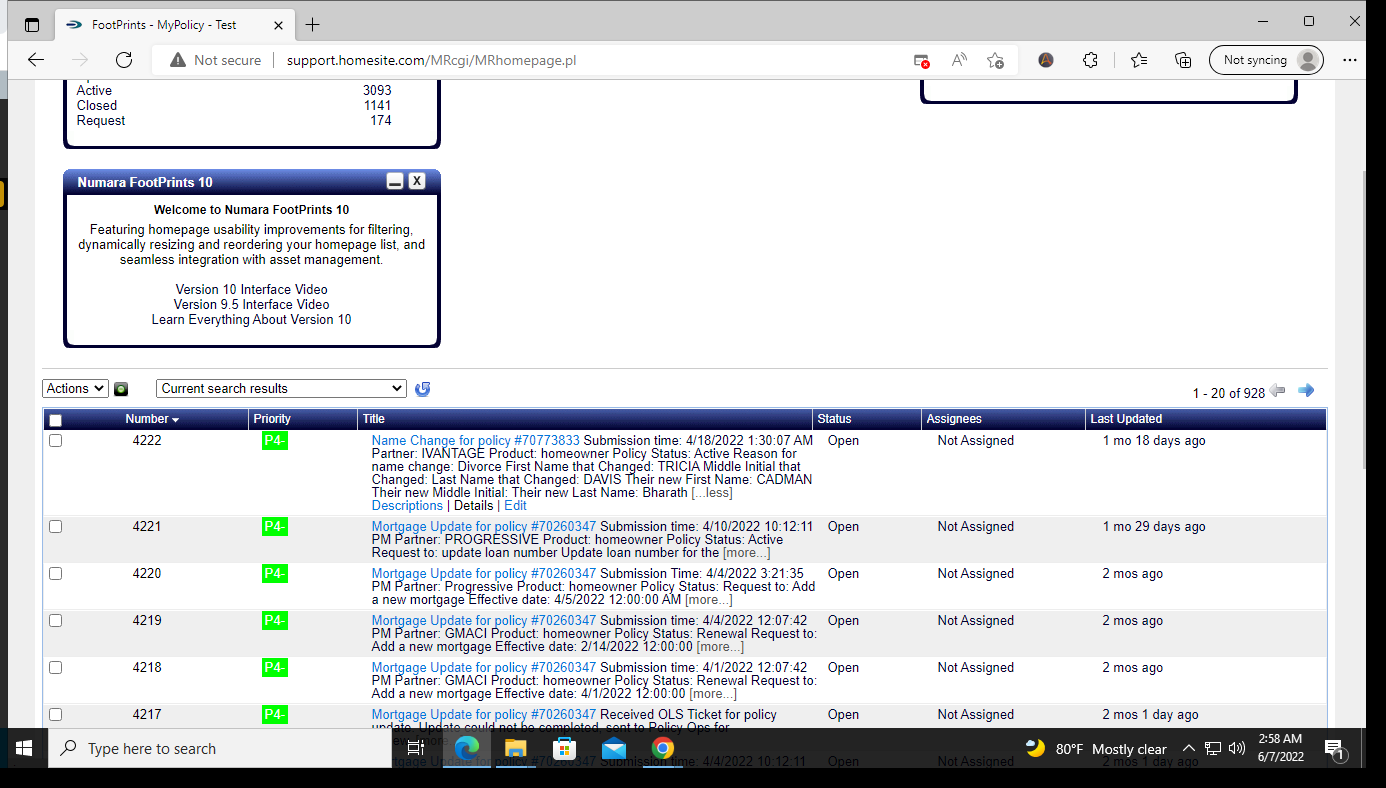 FootPrints - MyPolicy - Test
Not secure
support.homesite.com/MRcgi/MRhomepage.pl
Not syncing
Active 3093
Closed 1141
Request 174
Numara FootPrints 10
X
Welcome to Numara FootPrints 10
Featuring homepage usability improvements for filtering,
dynamically resizing and reordering your homepage list, and
seamless integration with asset management.
Version 10 Interface Video
Version 9.5 Interface Video
Learn Everything About Version 10
Actions
Current search results
1 - 20 of 928
Number Priority Title Status Assignees Last Updated
4222 P4- Name Change for policy #70773833 Submission time: 4/18/2022 1:30:07 AM Open Not Assigned 1 mo 18 days ago
Partner: IVANTAGE Product: homeowner Policy Status: Active Reason for
name change: Divorce First Name that Changed: TRICIA Middle Initial that
Changed: Last Name that Changed: DAVIS Their new First Name: CADMAN
Their new Middle Initial: Their new Last Name: Bharath [...less]
Descriptions | Details | Edit
4221 P4- Mortgage Update for policy #70260347 Submission time: 4/10/2022 10:12:11 Open Not Assigned 1 mo 29 days ago
PM Partner: PROGRESSIVE Product: homeowner Policy Status: Active
Request to: update loan number Update loan number for the [more...]
4220 P4- Mortgage Update for policy #70260347 Submission Time: 4/4/2022 3:21:35 Open Not Assigned 2 mos ago
PM Partner: Progressive Product: homeowner Policy Status: Request to: Add
a new mortgage Effective date: 4/5/2022 12:00:00 AM [more...]
4219 P4- Mortgage Update for policy #70260347 Submission time: 4/4/2022 12:07:42 Open Not Assigned 2 mos ago
PM Partner: GMACI Product: homeowner Policy Status: Renewal Request to:
Add a new mortgage Effective date: 2/14/2022 12:00:00 [more...]
4218 P4- Mortgage Update for policy #70260347 Submission time: 4/1/2022 12:07:42 Open Not Assigned 2 mos ago
PM Partner: GMACI Product: homeowner Policy Status: Renewal Request to:
Add a new mortgage Effective date: 4/1/2022 12:00:00 [more...]
4217 P4- Mortgage Update for policy #70260347 Received OLS Ticket for policy Open Not Assigned 2 mos 1 day ago
update. Update could not be completed, sent to Policy Ops for
Mortgage Update for policy #70260347 Submission time: 4/4/2022 10:12:11 Open Not Assigned 2 mos 1 day ago
Type here to search
80°F Mostly clear
2:58 AM
6/7/2022
1